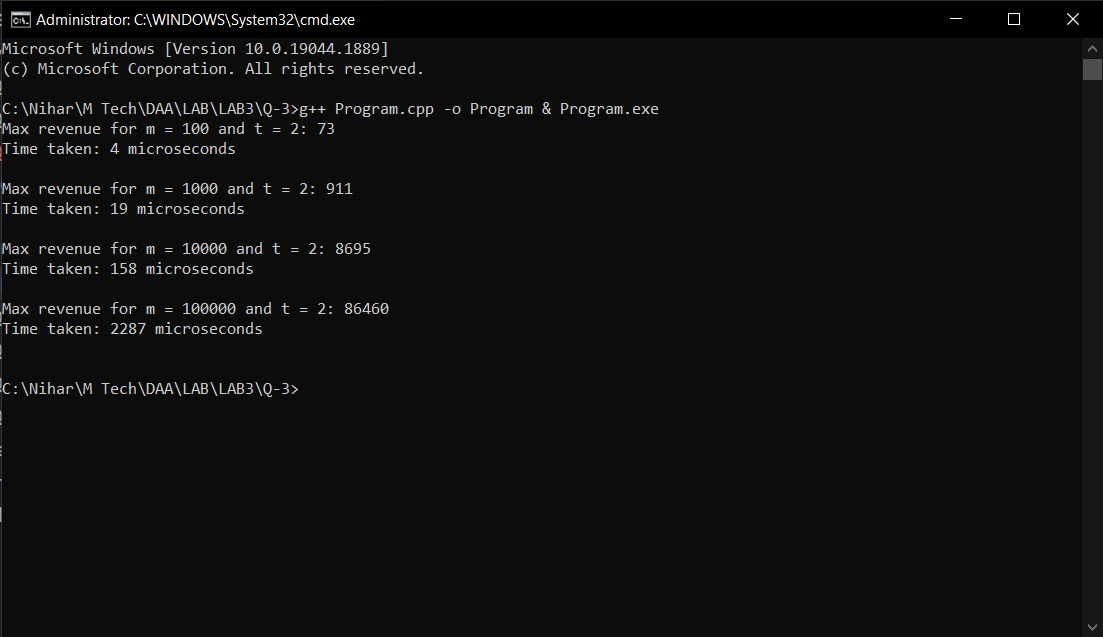 Administrator: C:\WINDOWS\System32\cmd.exe
Microsoft Windows [Version 10.0.19044.1889]
(c) Microsoft Corporation. All rights reserved.
C:\Nihar\M Tech\DAA\LAB\LAB3\Q-3>g++ Program.cpp -o Program & Program.exe
Max revenue for m = 100 and t = 2: 73
Time taken: 4 microseconds
Max revenue for m = 1000 and t = 2: 911
Time taken: 19 microseconds
Max revenue for m = 10000 and t = 2: 8695
Time taken: 158 microseconds
Max revenue for m = 100000 and t = 2: 86460
Time taken: 2287 microseconds
C:\Nihar\M Tech\DAA\LAB\LAB3\Q-3>